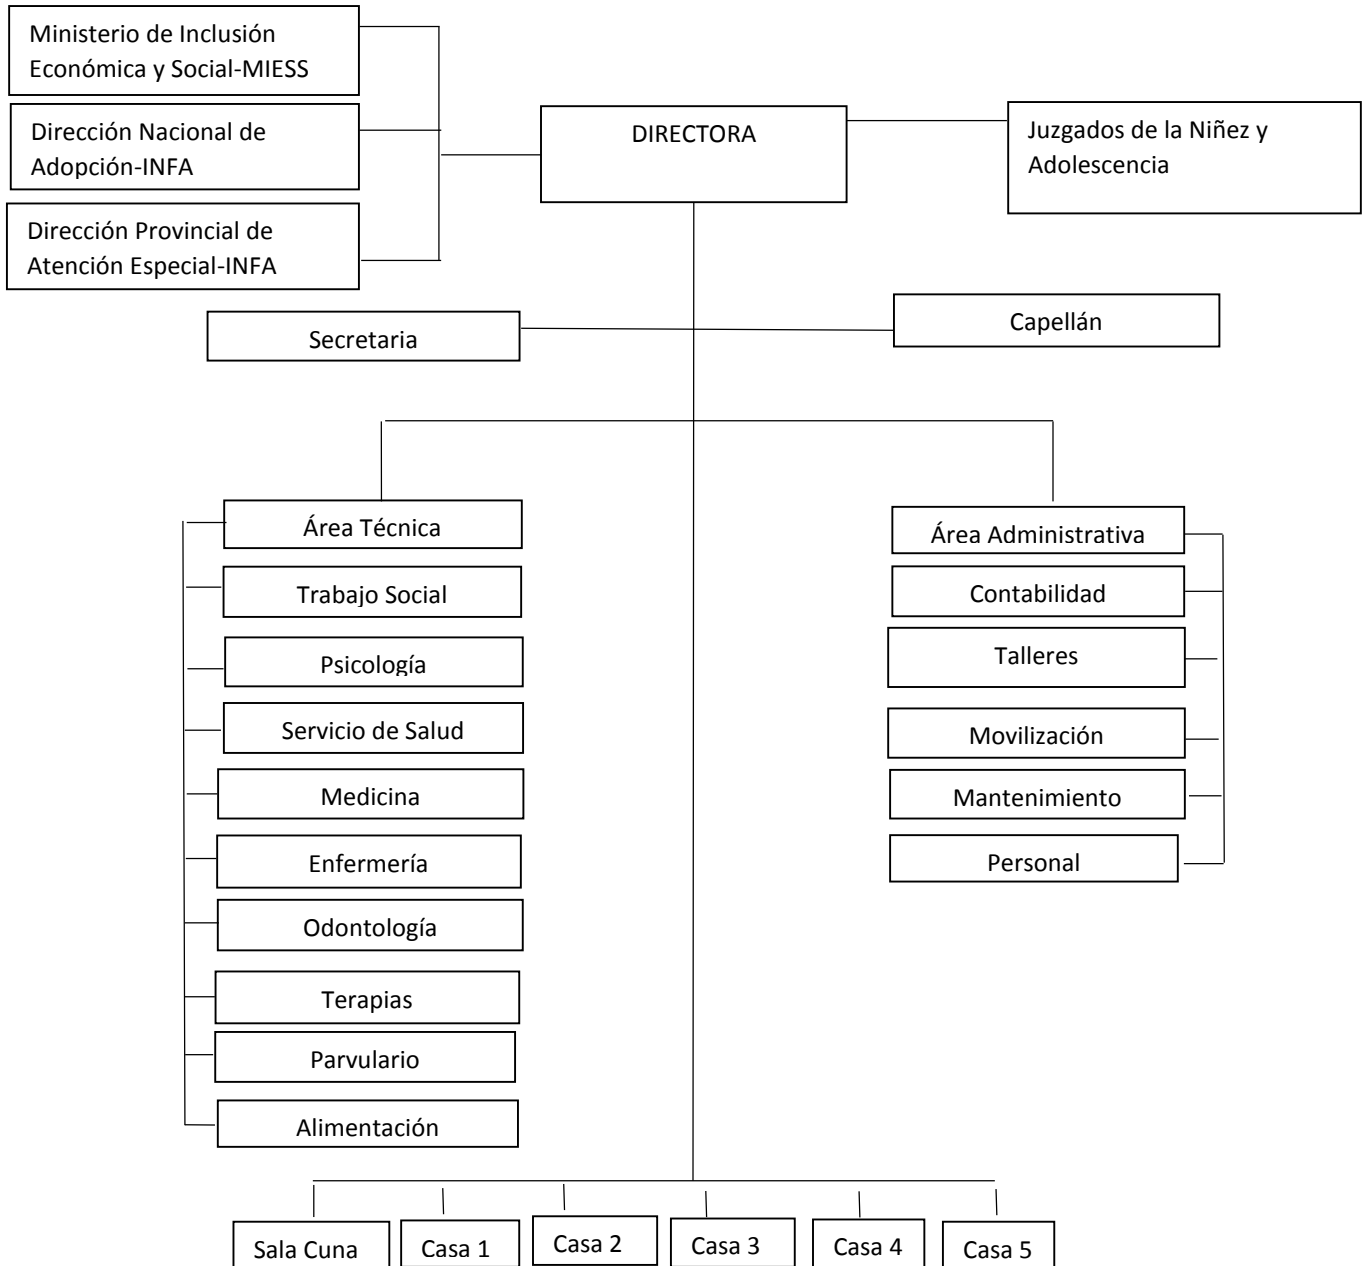 Ministerio de Inclusión
Económica y Social-MIESS
Dirección Nacional de
Adopción-INFA
Dirección Provincial de
Atención Especial-INFA
DIRECTORA
Juzgados de la Niñez y
Adolescencia
Secretaria
Capellán
Área Técnica
Trabajo Social
Psicología
Servicio de Salud
Medicina
Enfermería
Odontología
Terapias
Parvulario
Alimentación
Área Administrativa
Contabilidad
Talleres
Movilización
Mantenimiento
Personal
Sala Cuna
Casa 1
Casa 2
Casa 3
Casa 4
Casa 5